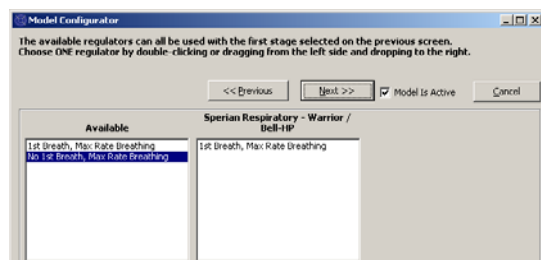 Model Configurator
The available regulators can all be used with the first stage selected on the previous screen.
Choose ONE regulator by double-clicking or dragging from the left side and dropping to the right.
<< Previous
Next >>
Model Is Active
Cancel
Available
Sperian Respiratory - Warrior /
Bell-HP
1st Breath, Max Rate Breathing
No 1st Breath, Max Rate Breathing
1st Breath, Max Rate Breathing